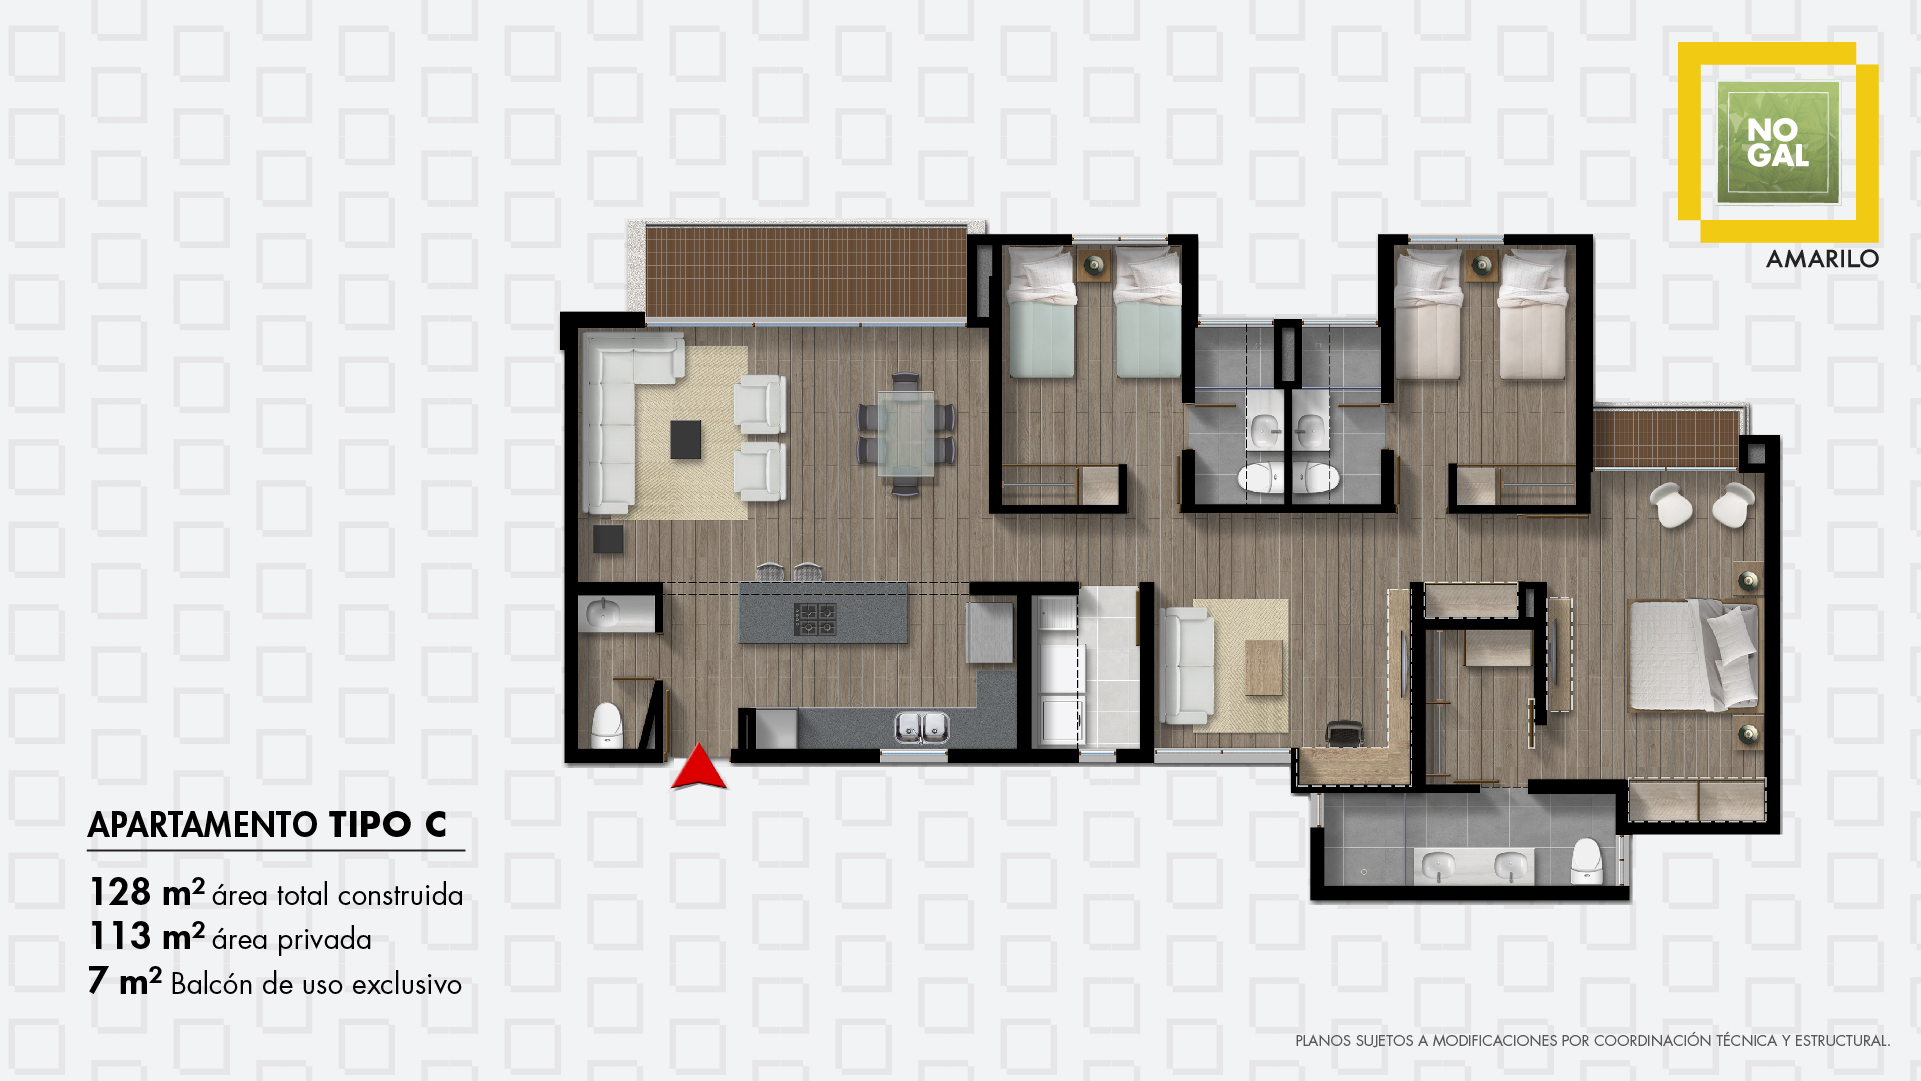 NO
GAL
AMARILO
APARTAMENTO TIPO C
128 m² área total construida
113 m² área privada
7 m² Balcón de uso exclusivo
PLANOS SUJETOS A MODIFICACIONES POR COORDINACIÓN TÉCNICA Y ESTRUCTURAL.